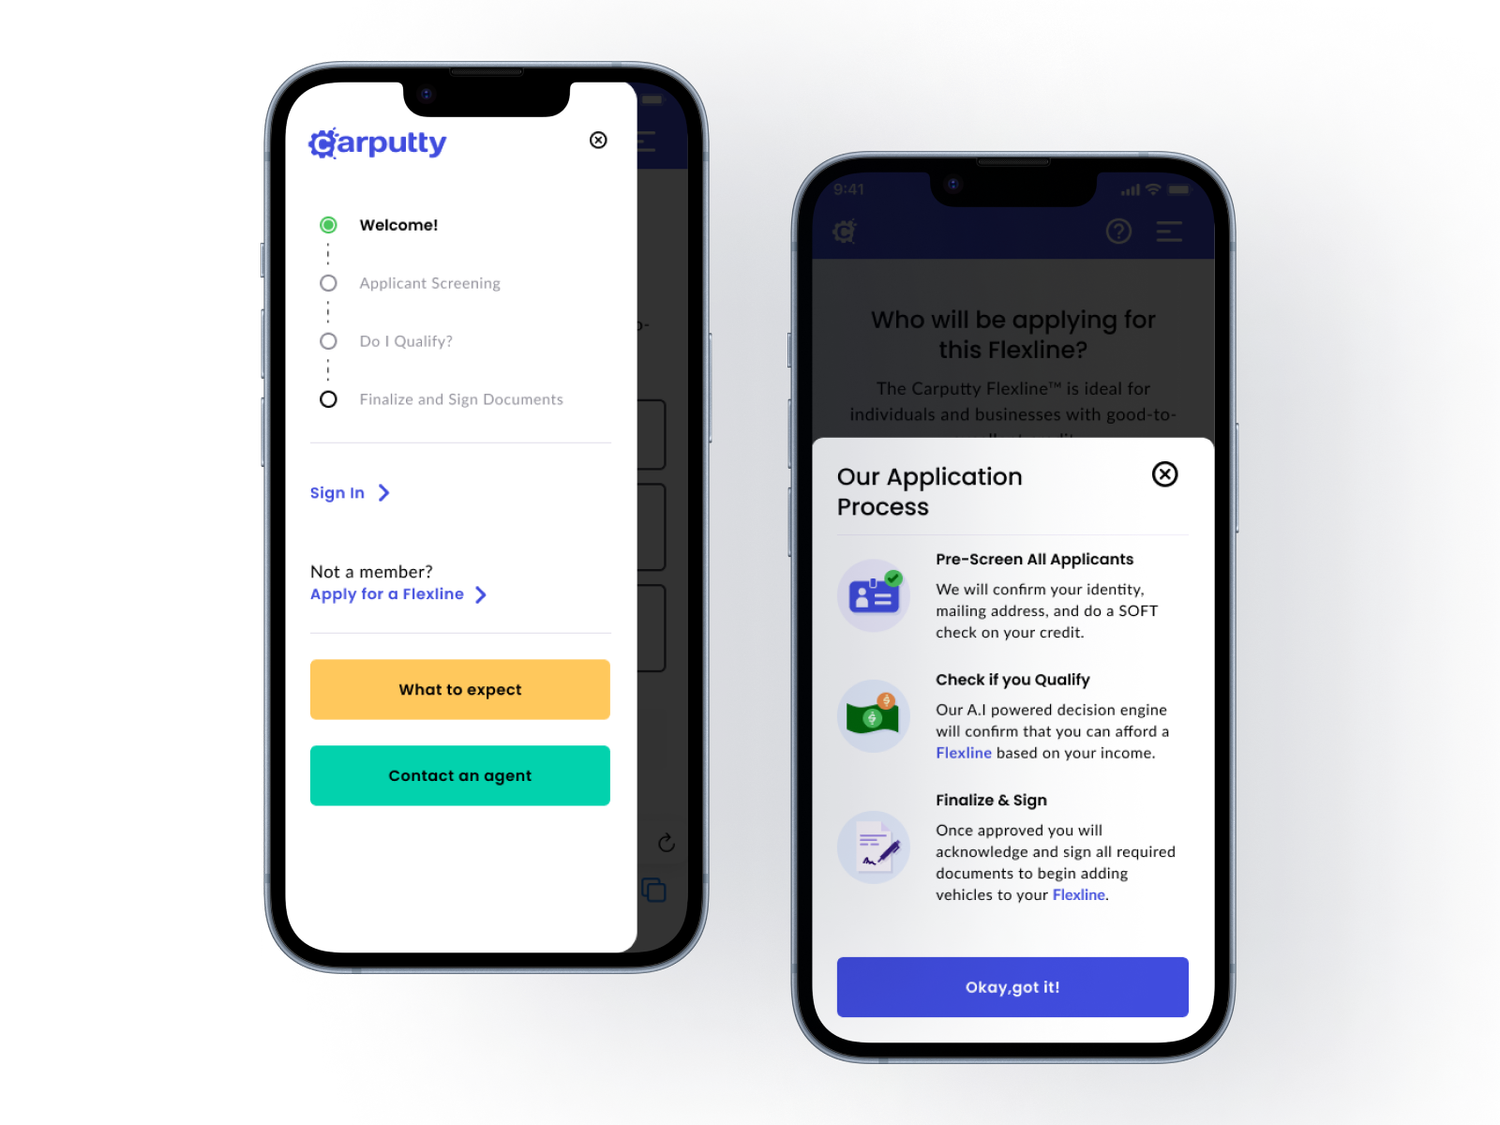 Carputty
Welcome!
Applicant Screening
Do I Qualify?
Finalize and Sign Documents
Sign In
Not a member?
Apply for a Flexline
What to expect
Contact an agent
9:41
Who will be applying for
this Flexline?
The Carputty Flexline™ is ideal for
individuals and businesses with good-to-
Our Application
Process
Pre-Screen All Applicants
We will confirm your identity,
mailing address, and do a SOFT
check on your credit.
Check if you Qualify
Our A.I powered decision engine
will confirm that you can afford a
Flexline based on your income.
Finalize & Sign
Once approved you will
acknowledge and sign all required
documents to begin adding
vehicles to your Flexline.
Okay,got it!